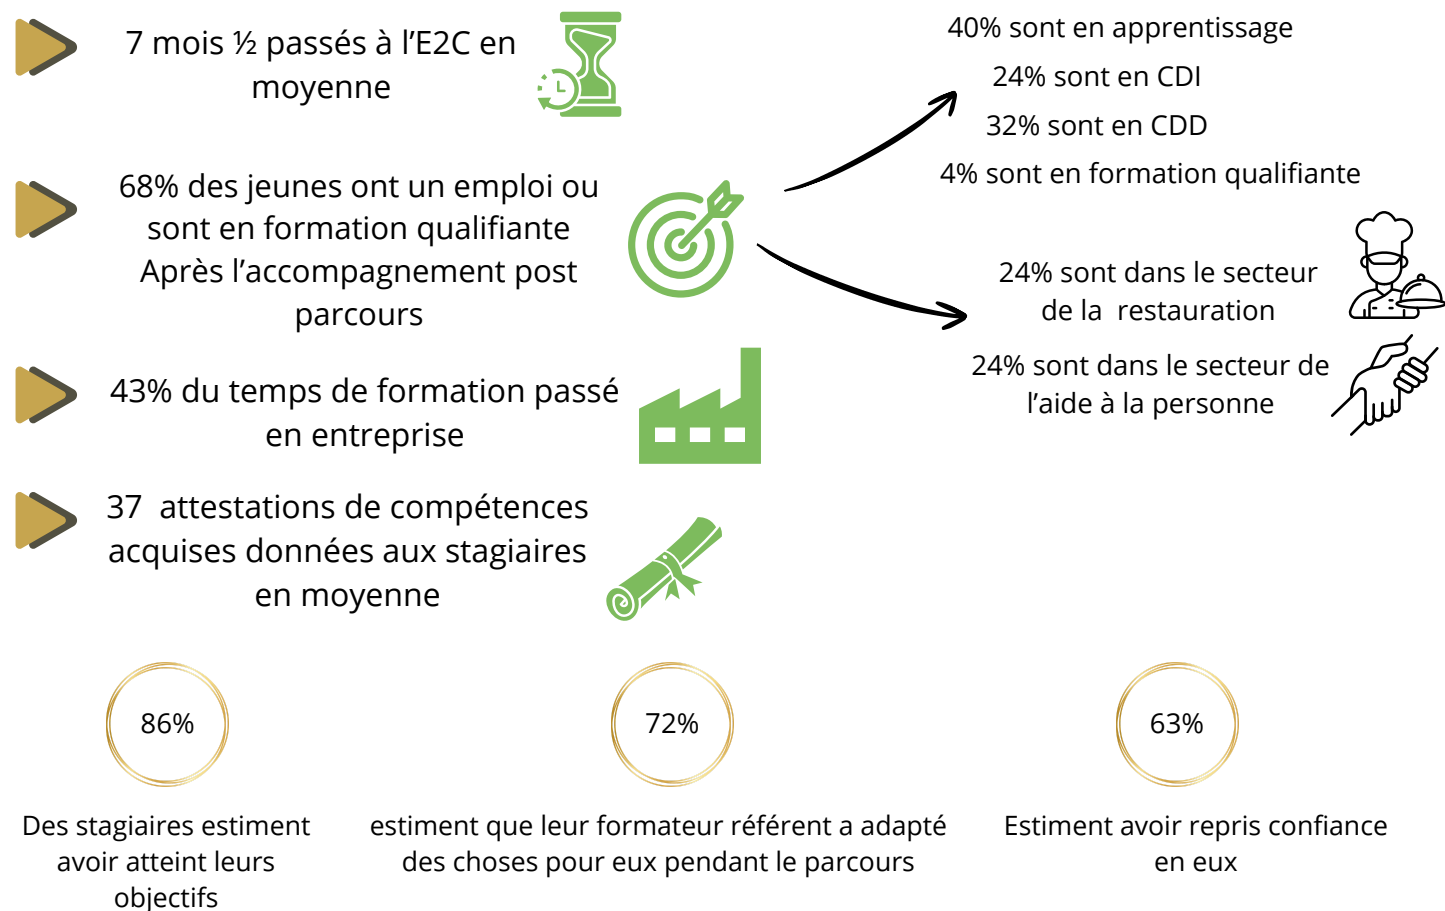 7 mois ½ passés à l’E2C en
moyenne
68% des jeunes ont un emploi ou
sont en formation qualifiante
Après l’accompagnement post
parcours
40% sont en apprentissage
24% sont en CDI
32% sont en CDD
4% sont en formation qualifiante
24% sont dans le secteur
de la  restauration
24% sont dans le secteur de
l’aide à la personne
43% du temps de formation passé
en entreprise
37  attestations de compétences
acquises données aux stagiaires
en moyenne
86%
Des stagiaires estiment
avoir atteint leurs
objectifs
72%
estiment que leur formateur référent a adapté
des choses pour eux pendant le parcours
63%
Estiment avoir repris confiance
en eux